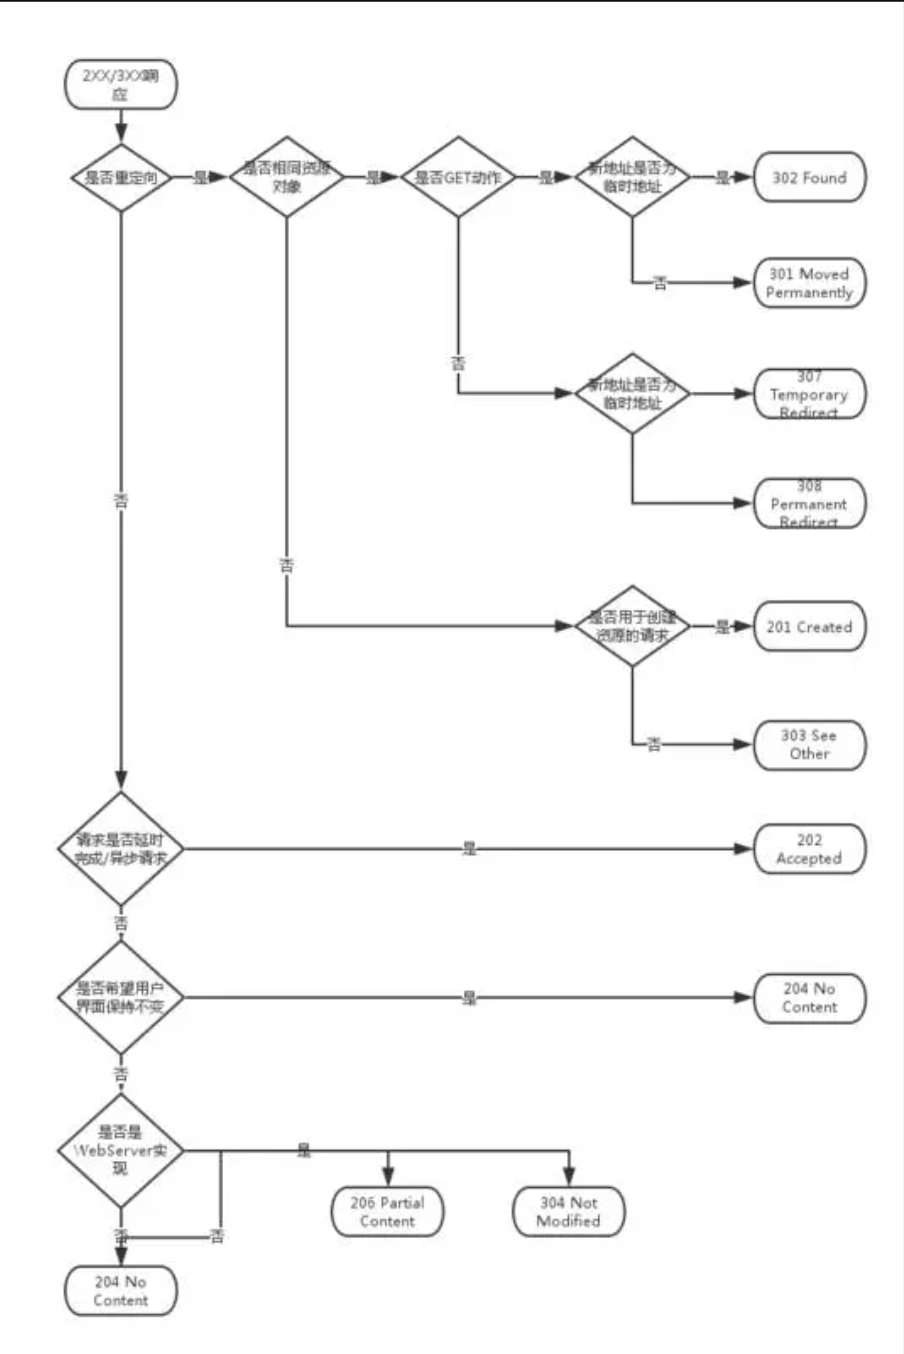 2XX/3XX响
应
是否重定向
是
是否相同资源
对象
是
是否GET动作
是
新地址是否为
临时地址
是
302 Found
否
301 Moved
Permanently
否
新地址是否为
临时地址
307
Temporary
Redirect
308
Permanent
Redirect
否
否
是否用于创建
资源的请求
是
201 Created
否
303 See
Other
请求是否延时
完成/异步请求
是
202
Accepted
否
是否希望用户
界面保持不变
是
204 No
Content
否
是否是
WebServer实
现
是
206 Partial
Content
304 Not
Modified
否
否
204 No
Content